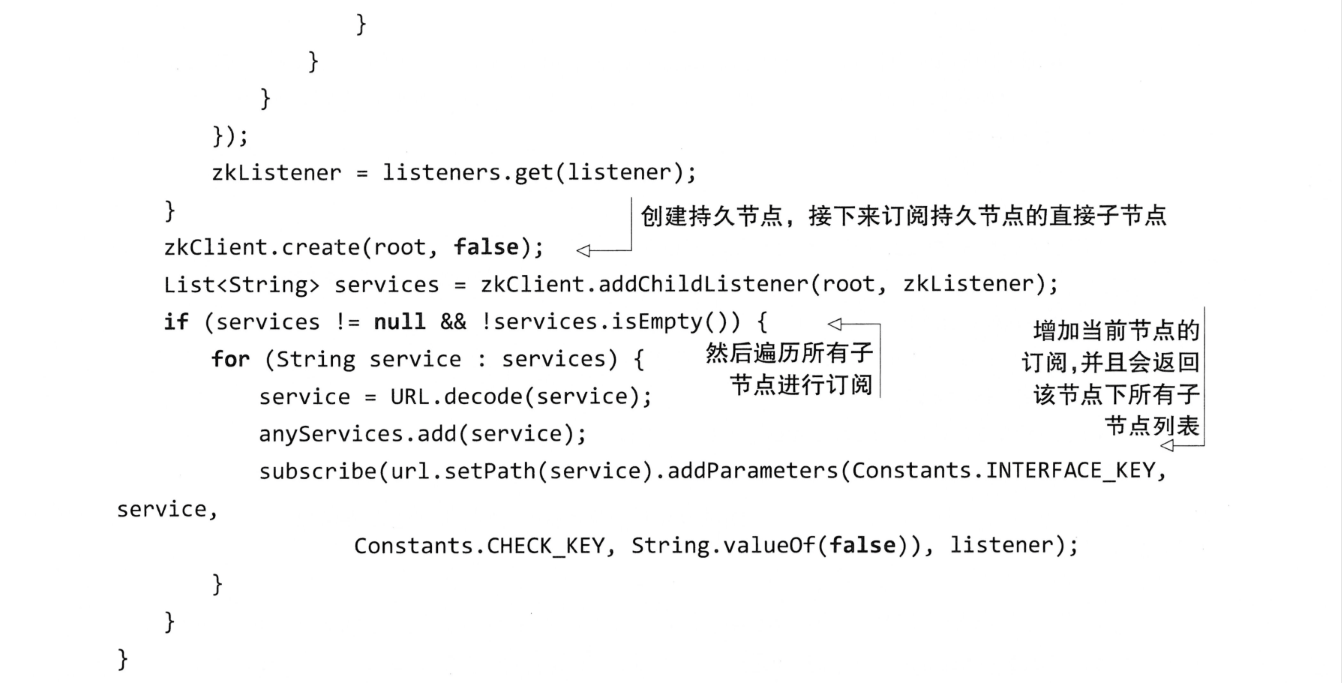 }
}
}
});
zkListener = listeners.get(listener);
}
创建持久节点，接下来订阅持久节点的直接子节点
zkClient.create(root, false);
List<String> services = zkClient.addChildListener(root, zkListener);
if (services != null && !services.isEmpty()) {
for (String service : services) {
然后遍历所有子
节点进行订阅
增加当前节点的
订阅,并且会返回
该节点下所有子
节点列表
service = URL.decode(service);
anyServices.add(service);
subscribe(url.setPath(service).addParameters(Constants.INTERFACE_KEY,
service,
Constants.CHECK_KEY, String.valueOf(false)), listener);
}
}
}